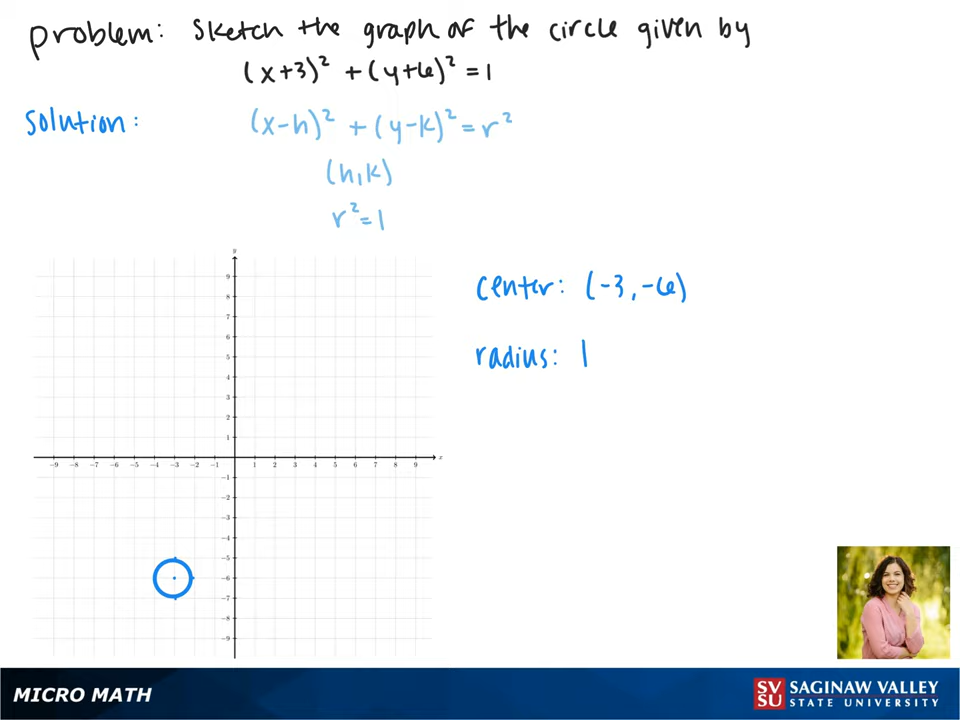 problem: sketch the graph of the circle given by
(x+3)² + (y+6)² = 1
solution: (x-h)² + (y-k)² = r²
(h,k)
r² = 1
y
9
8
7
6
5
4
3
2
1
-9 -8 -7 -6 -5 -4 -3 -2 -1 1 2 3 4 5 6 7 8 9 x
-1
-2
-3
-4
-5
-6
-7
-8
-9
center: (-3, -6)
radius: 1
MICRO MATH
SV
SU
SAGINAW VALLEY
STATE UNIVERSITY